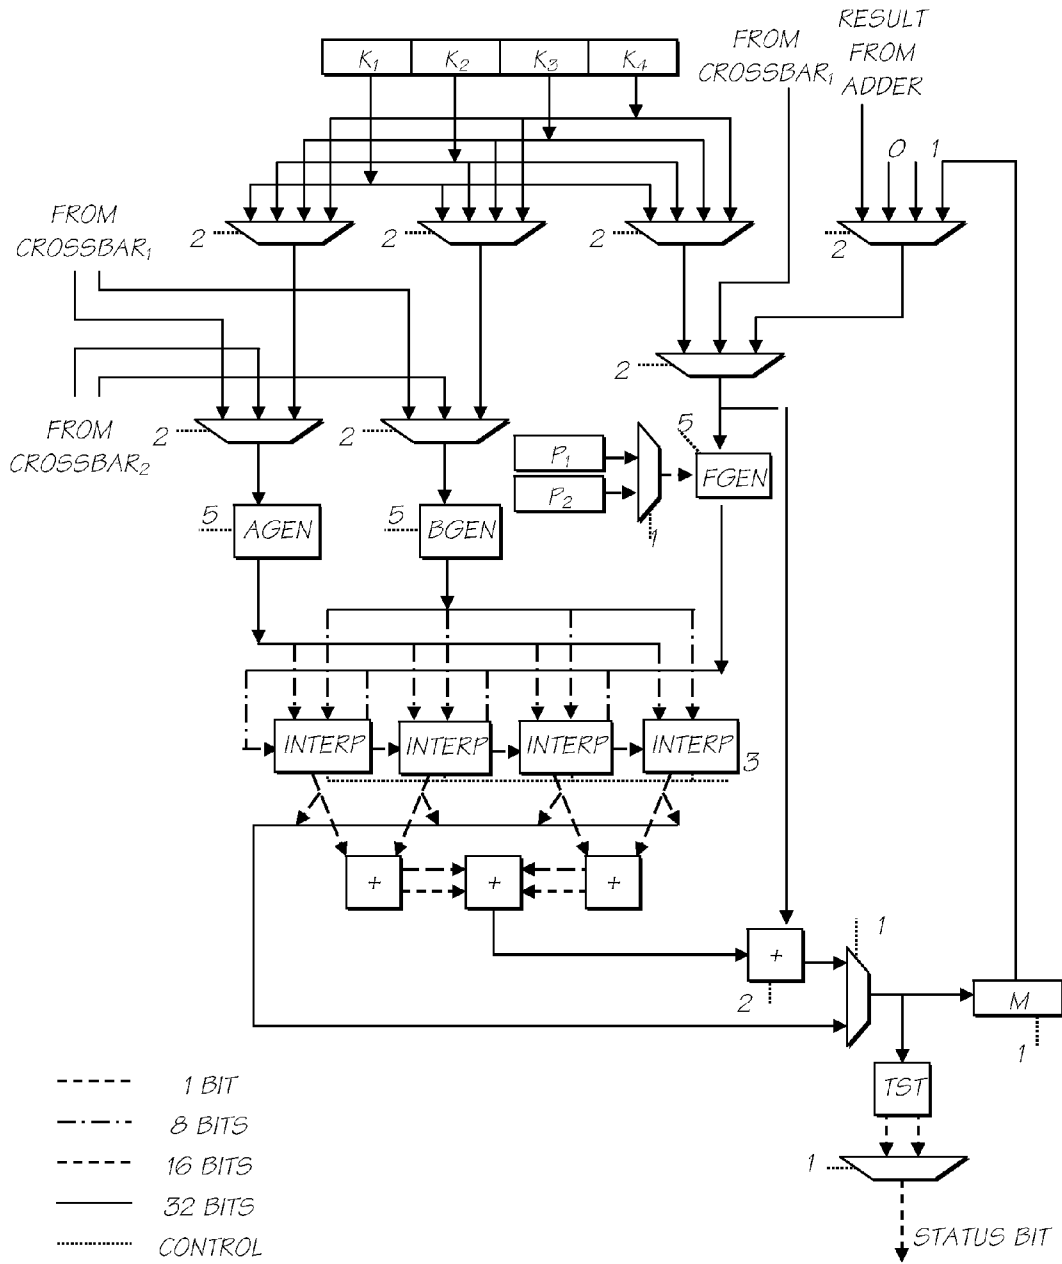 K1 K2 K3 K4
FROM
CROSSBAR1
RESULT
FROM
ADDER
0 1
FROM
CROSSBAR1
2 2 2 2
2
FROM
CROSSBAR2
2 2
P1
P2
5
FGEN
1
5 AGEN
5 BGEN
INTERP INTERP INTERP INTERP 3
+ + +
+
2
1
M
1
TST
1
STATUS BIT
1 BIT
8 BITS
16 BITS
32 BITS
CONTROL